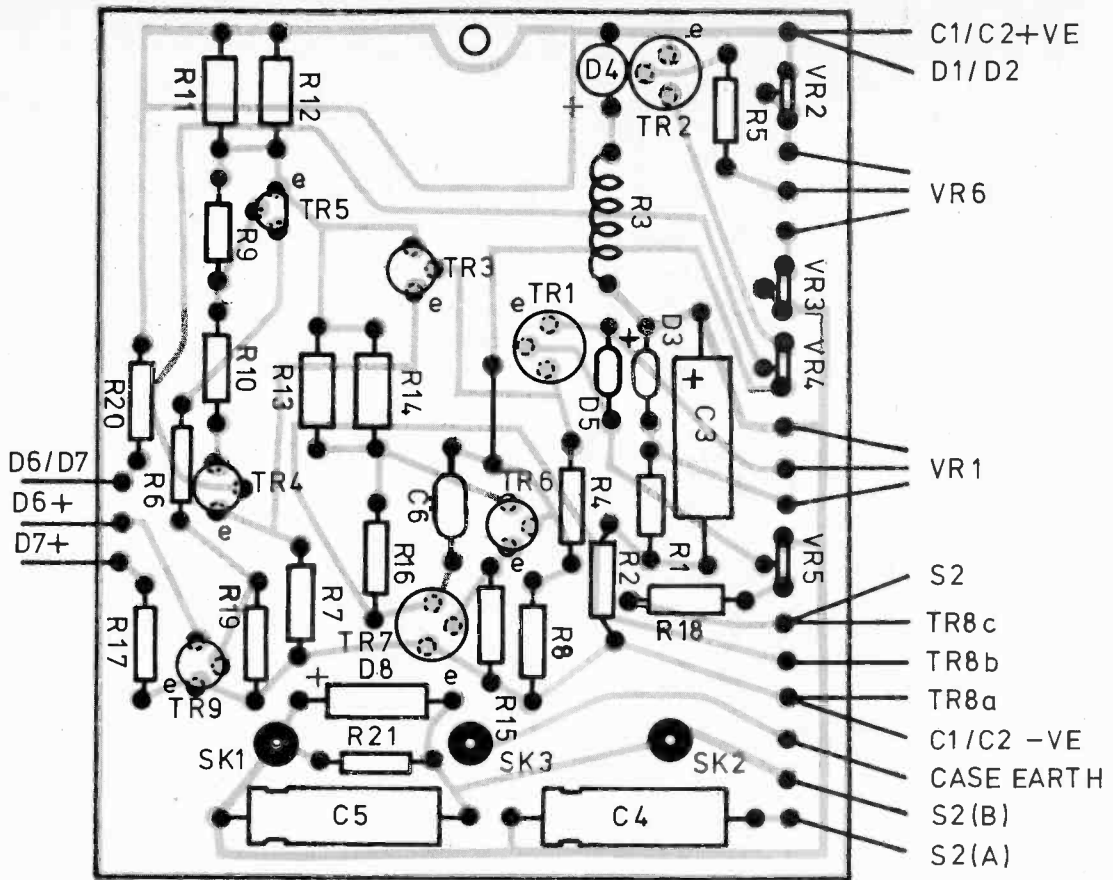 C1/C2+VE
D1/D2
VR6
VR1
S2
TR8c
TR8b
TR8a
C1/C2 -VE
CASE EARTH
S2(B)
S2(A)
D6/D7
D6+
D7+
R11
R12
D4
e
TR2
+
R5
VR2
R3
e
TR5
R9
TR3
e
e
TR1
VR3
D3
+
D5
+
C3
VR4
R10
R13
R14
R20
R6
TR4
e
C6
TR6
e
R4
R1
R2
VR5
R16
R7
R19
R17
TR7
e
R15
R8
R18
e
TR9
+
D8
R21
SK1
SK3
SK2
C5
C4